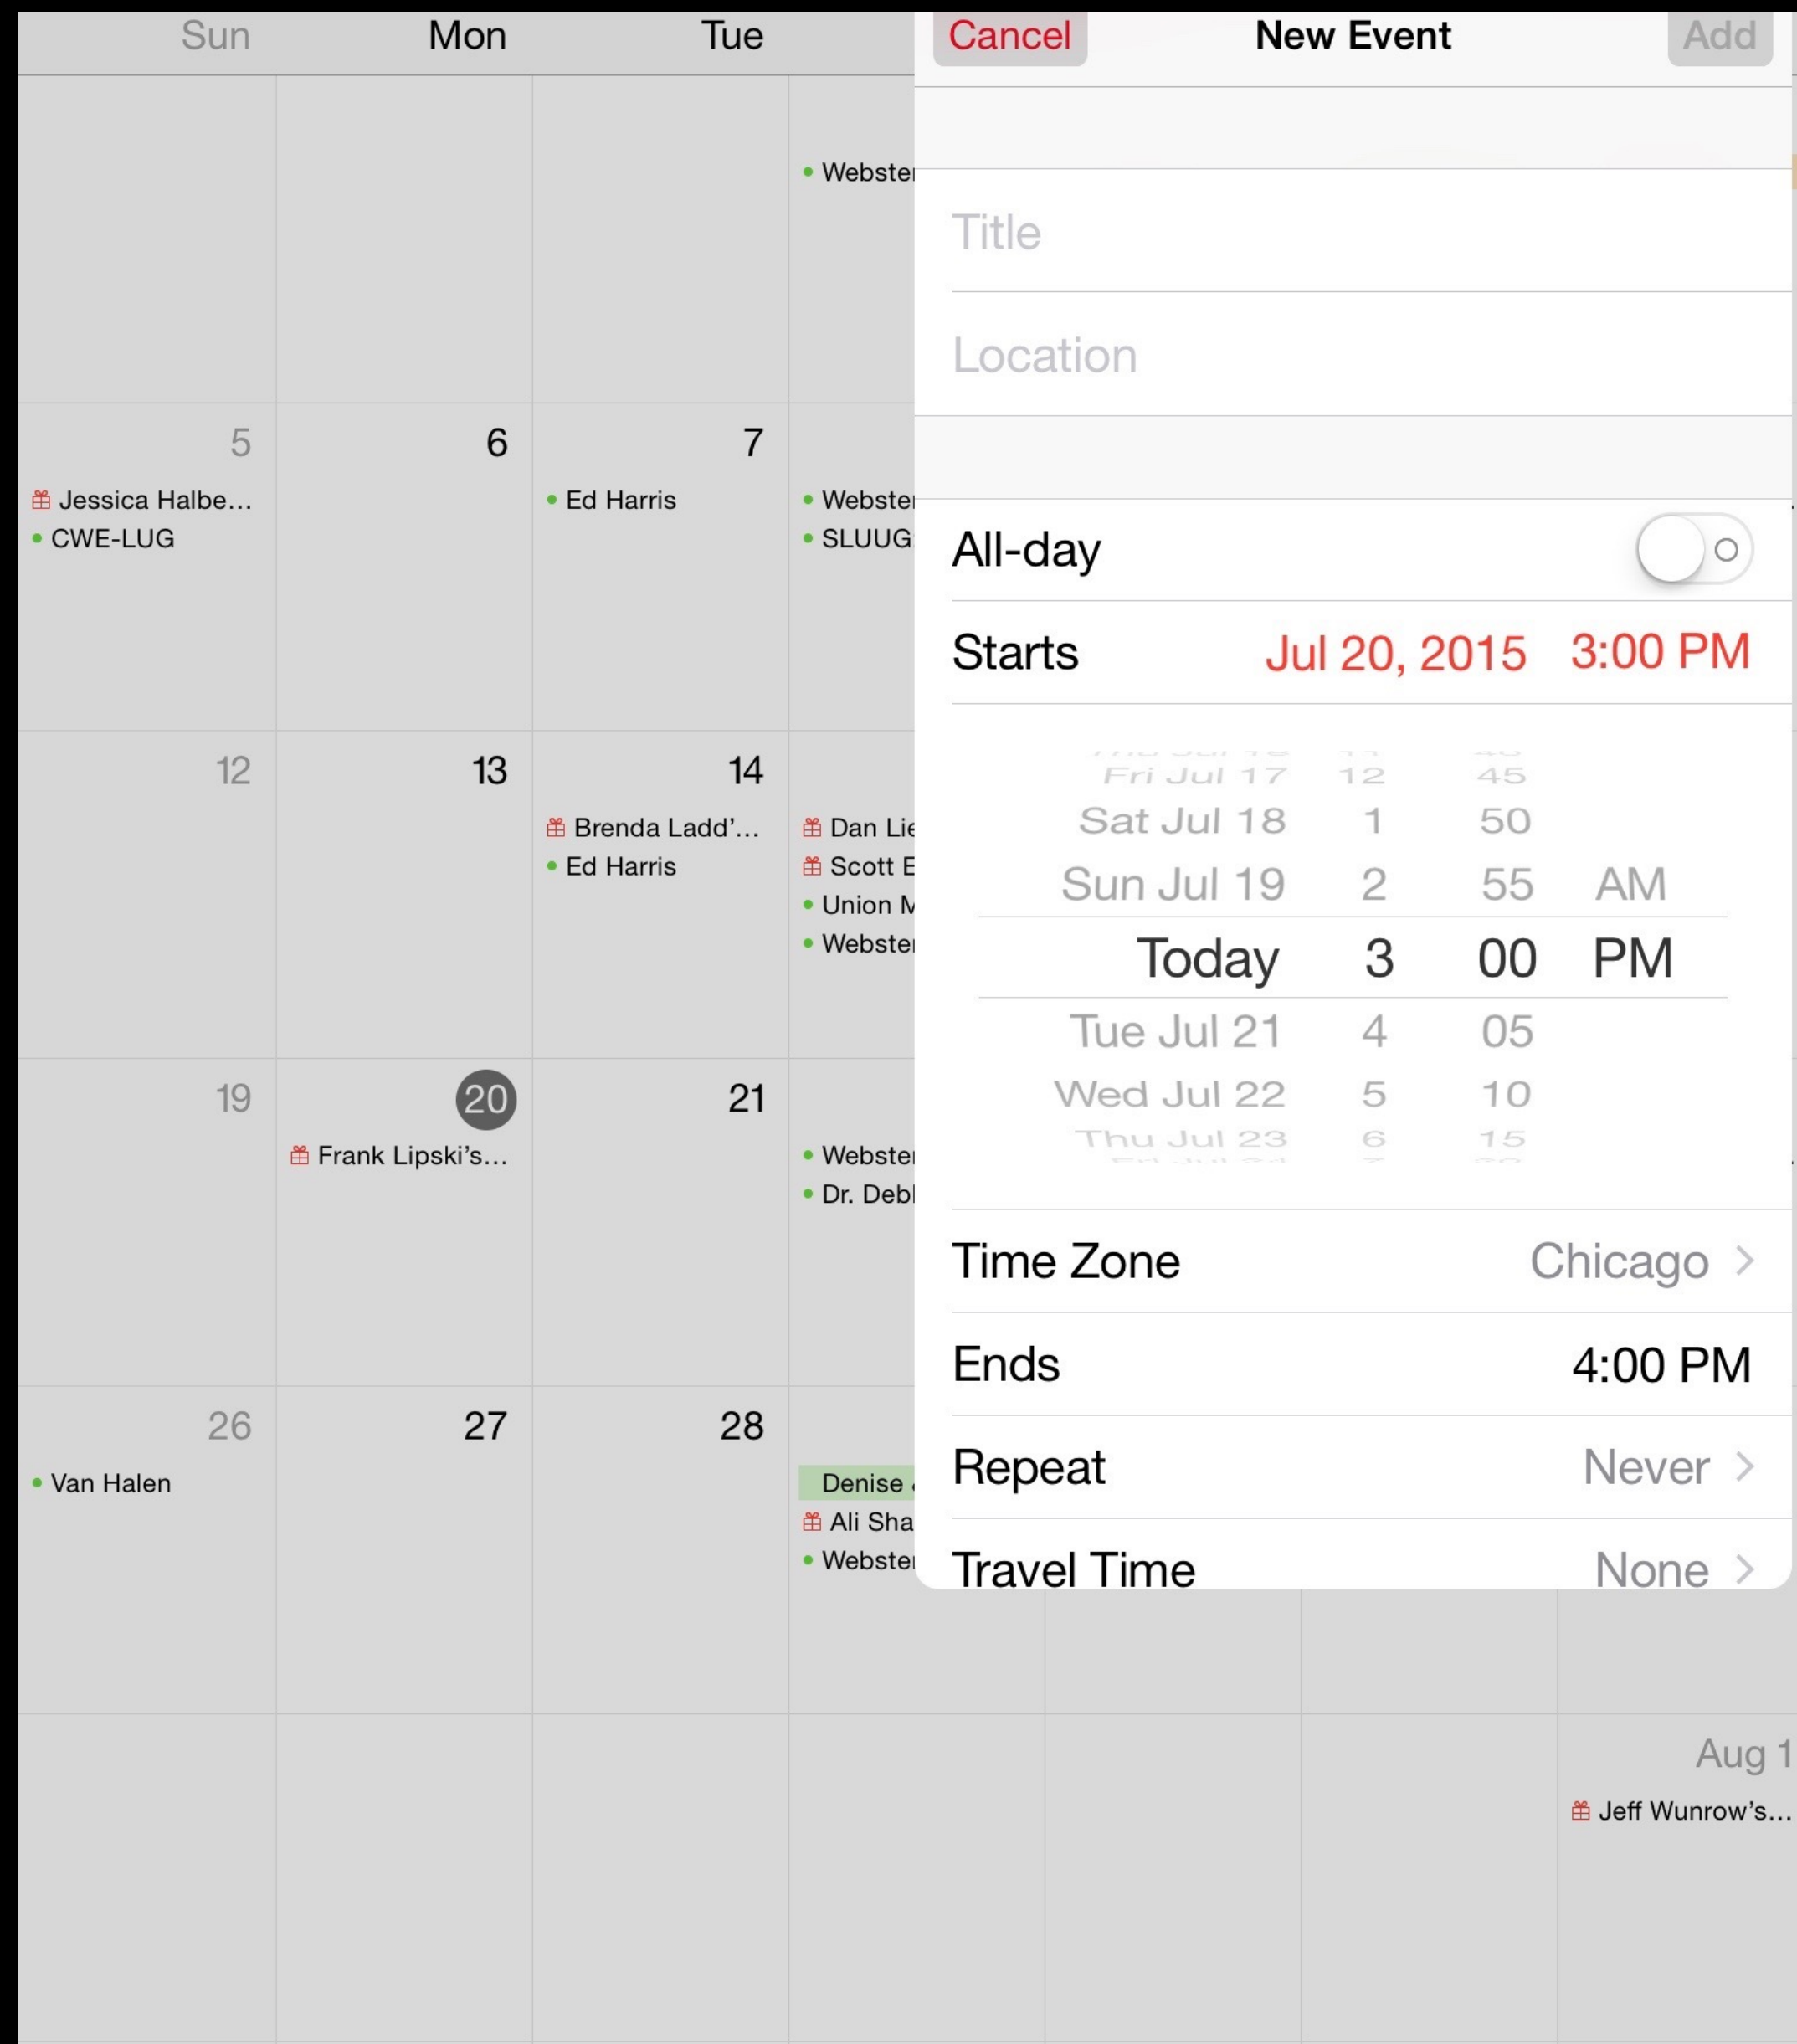 Sun Mon Tue
Webster
5 6 7
Jessica Halbe...
Ed Harris
Webster
CWE-LUG
SLUUG
12 13 14
Brenda Ladd'...
Dan Lie
Ed Harris
Scott E
Union M
Webster
19 20 21
Frank Lipski's...
Webster
Dr. Deb
26 27 28
Van Halen
Denise
Ali Sha
Webster
Aug 1
Jeff Wunrow's...
Cancel New Event Add
Title
Location
All-day
Starts Jul 20, 2015 3:00 PM
Fri Jul 17 12 45
Sat Jul 18 1 50
Sun Jul 19 2 55 AM
Today 3 00 PM
Tue Jul 21 4 05
Wed Jul 22 5 10
Thu Jul 23 6 15
Time Zone Chicago >
Ends 4:00 PM
Repeat Never >
Travel Time None >